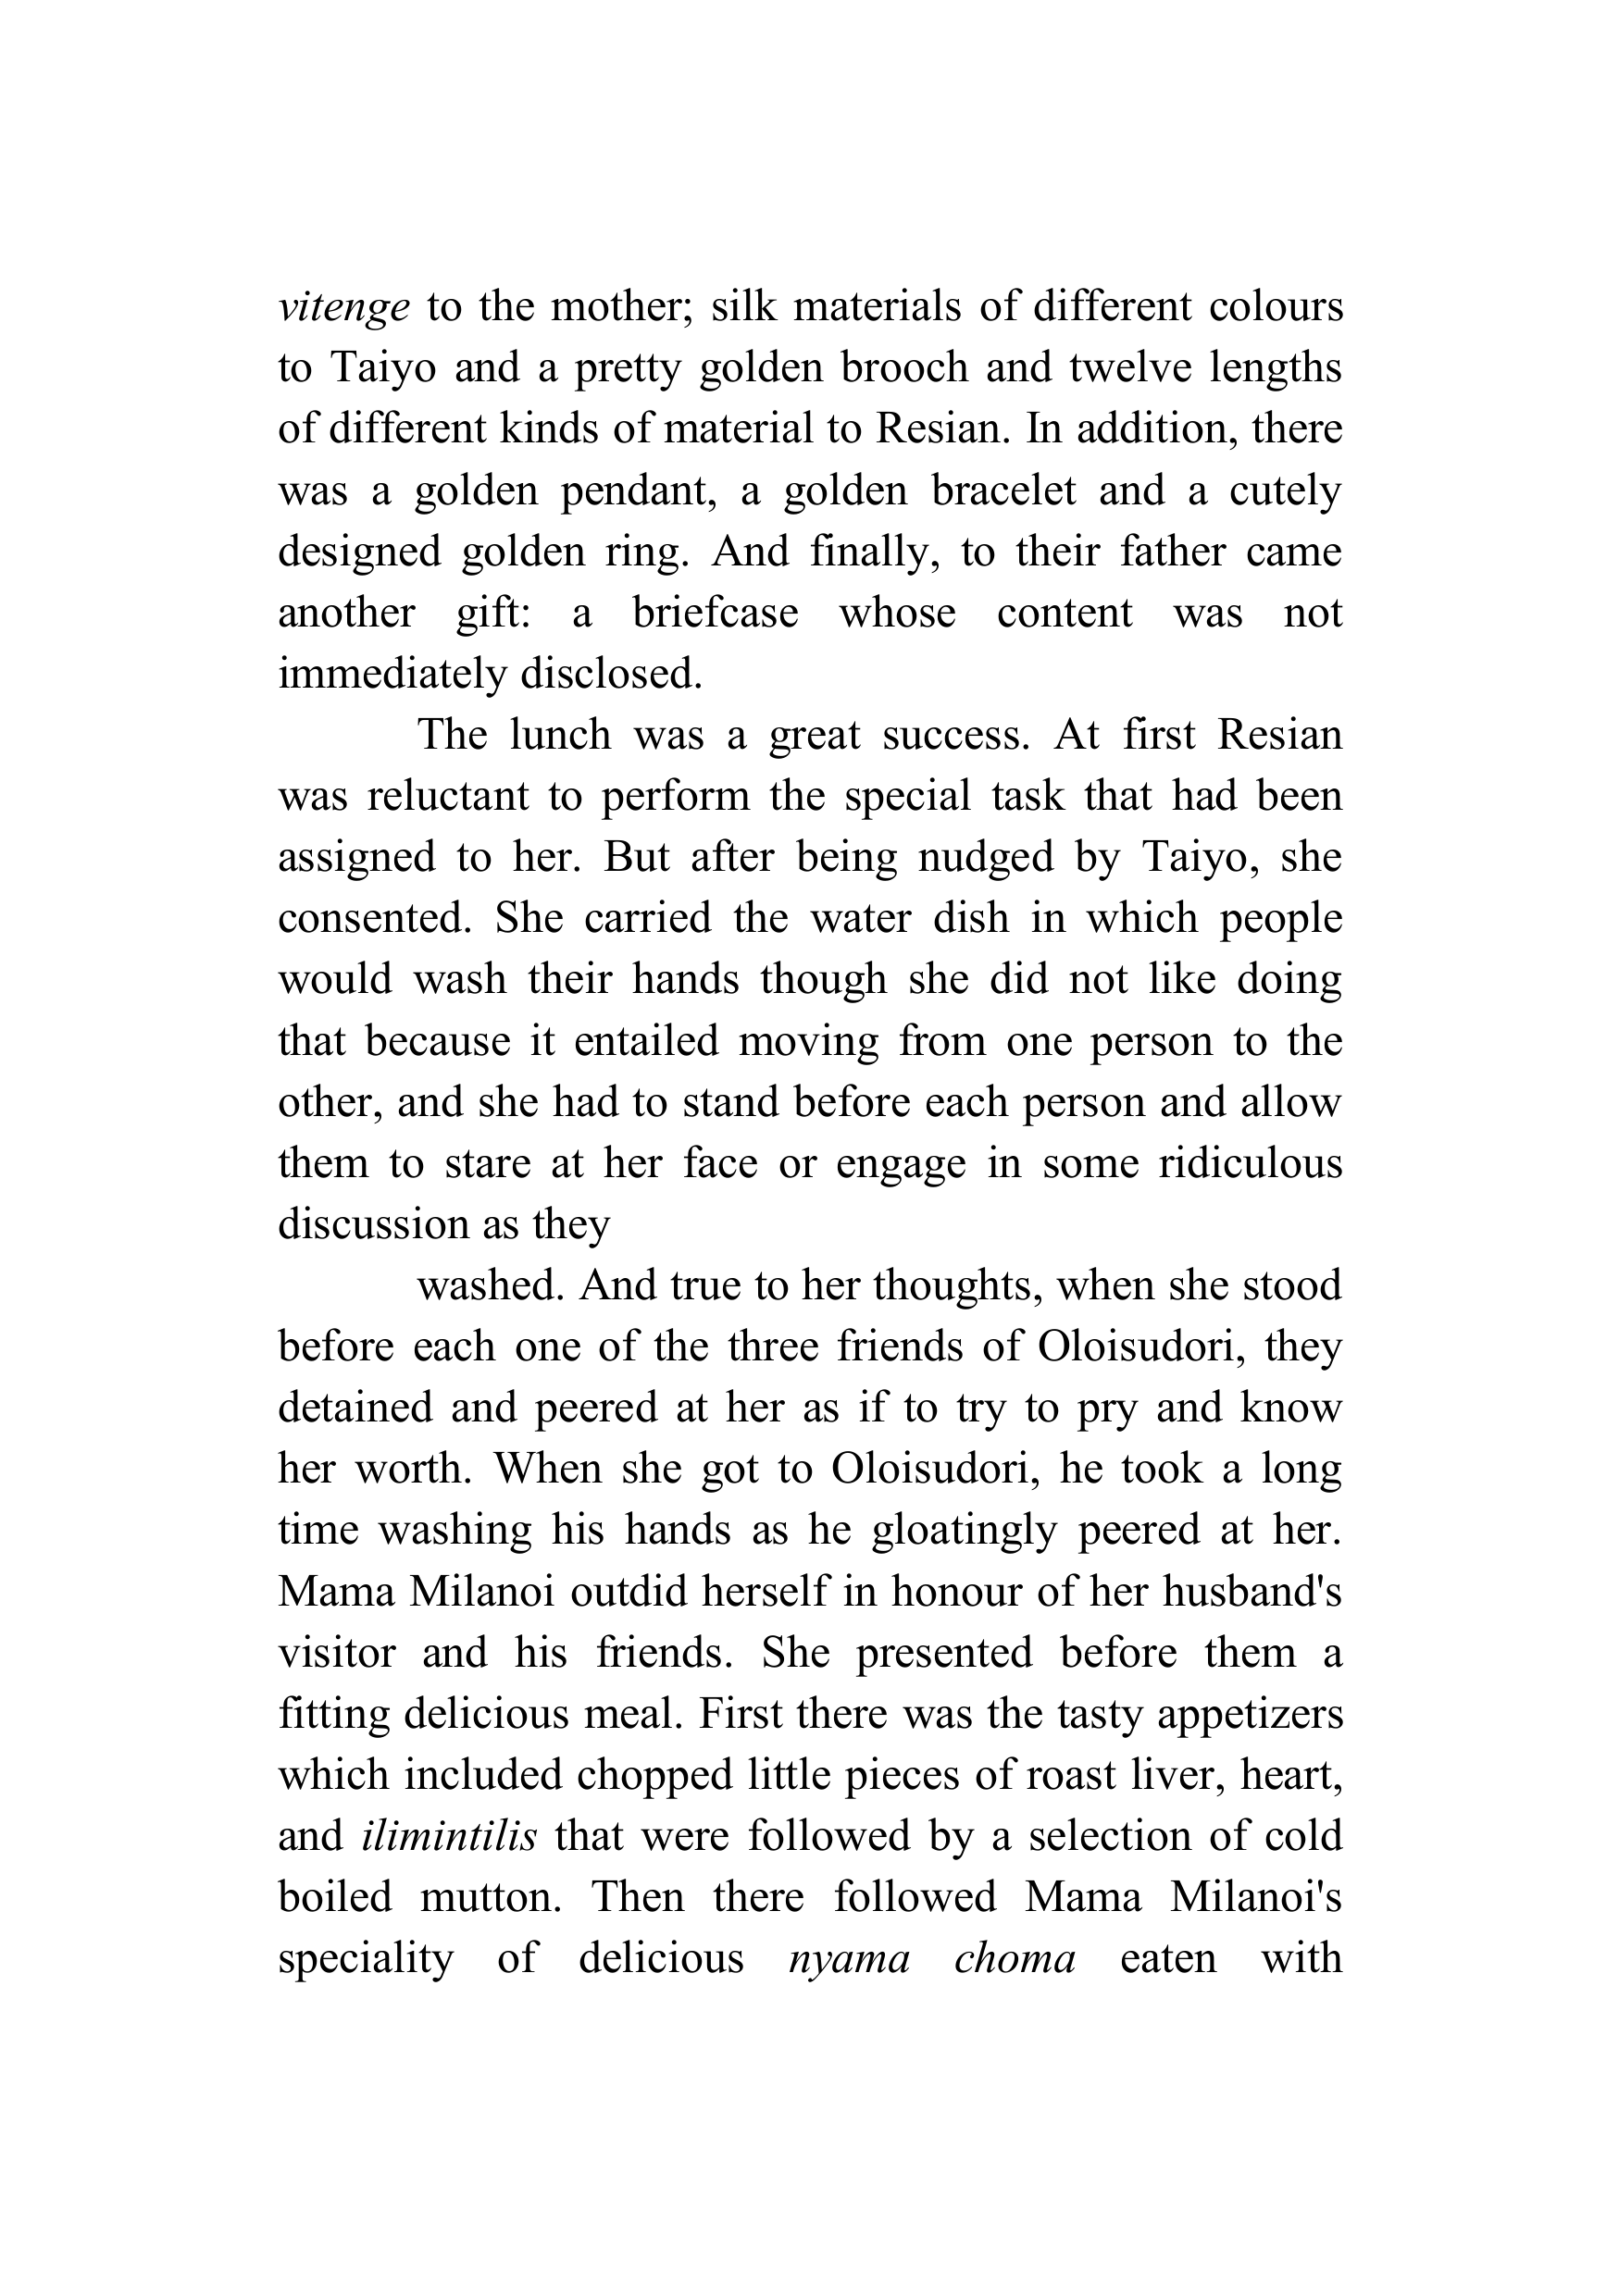 vitenge to the mother; silk materials of different colours
to Taiyo and a pretty golden brooch and twelve lengths
of different kinds of material to Resian. In addition, there
was a golden pendant, a golden bracelet and a cutely
designed golden ring. And finally, to their father came
another gift: a briefcase whose content was not
immediately disclosed.
The lunch was a great success. At first Resian
was reluctant to perform the special task that had been
assigned to her. But after being nudged by Taiyo, she
consented. She carried the water dish in which people
would wash their hands though she did not like doing
that because it entailed moving from one person to the
other, and she had to stand before each person and allow
them to stare at her face or engage in some ridiculous
discussion as they
washed. And true to her thoughts, when she stood
before each one of the three friends of Oloisudori, they
detained and peered at her as if to try to pry and know
her worth. When she got to Oloisudori, he took a long
time washing his hands as he gloatingly peered at her.
Mama Milanoi outdid herself in honour of her husband's
visitor and his friends. She presented before them a
fitting delicious meal. First there was the tasty appetizers
which included chopped little pieces of roast liver, heart,
and ilimintilis that were followed by a selection of cold
boiled mutton. Then there followed Mama Milanoi's
speciality of delicious nyama choma eaten with